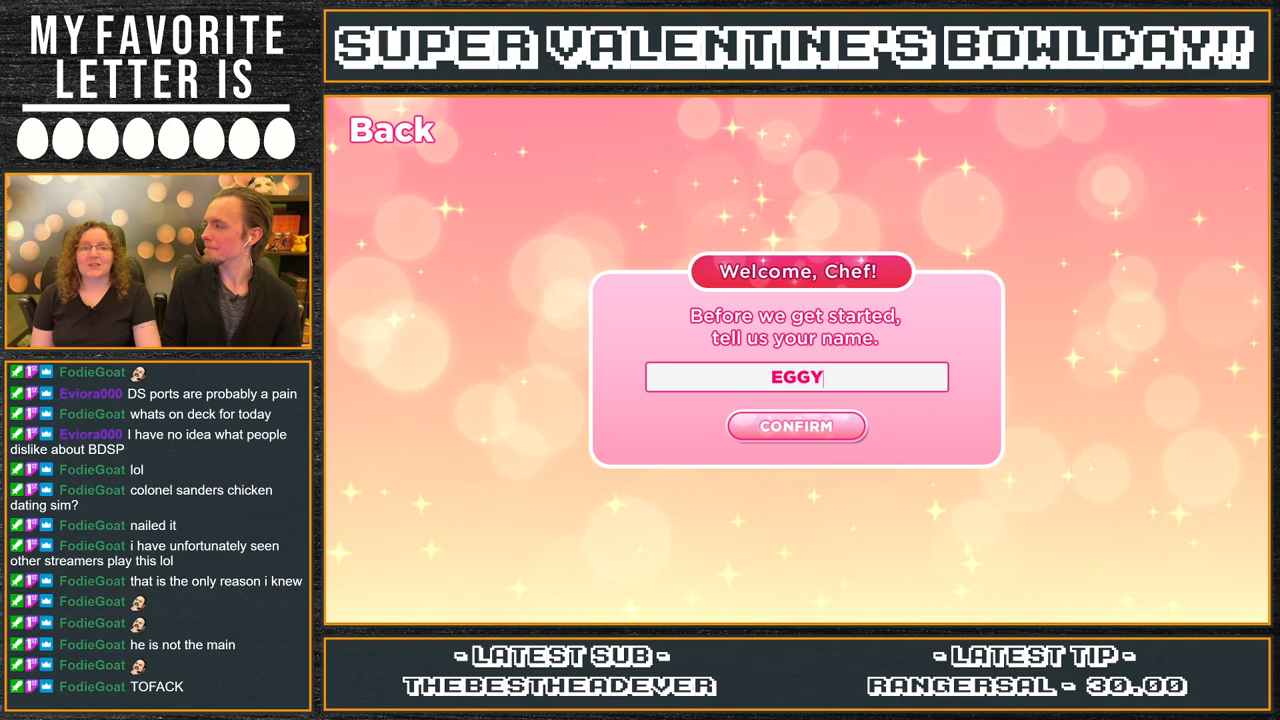 MY FAVORITE
LETTER IS
SUPER VALENTINE'S BOWLDAY!!
Back
Welcome, Chef!
Before we get started,
tell us your name.
EGGY
CONFIRM
FodieGoat
Eviora000 DS ports are probably a pain
FodieGoat whats on deck for today
Eviora000 I have no idea what people
dislike about BDSP
FodieGoat lol
FodieGoat colonel sanders chicken
dating sim?
FodieGoat nailed it
FodieGoat i have unfortunately seen
other streamers play this lol
FodieGoat that is the only reason i knew
FodieGoat
FodieGoat
FodieGoat he is not the main
FodieGoat
FodieGoat TOFACK
- LATEST SUB -
THEBESTHEADEVER
- LATEST TIP -
RANGERSAL - 30.00